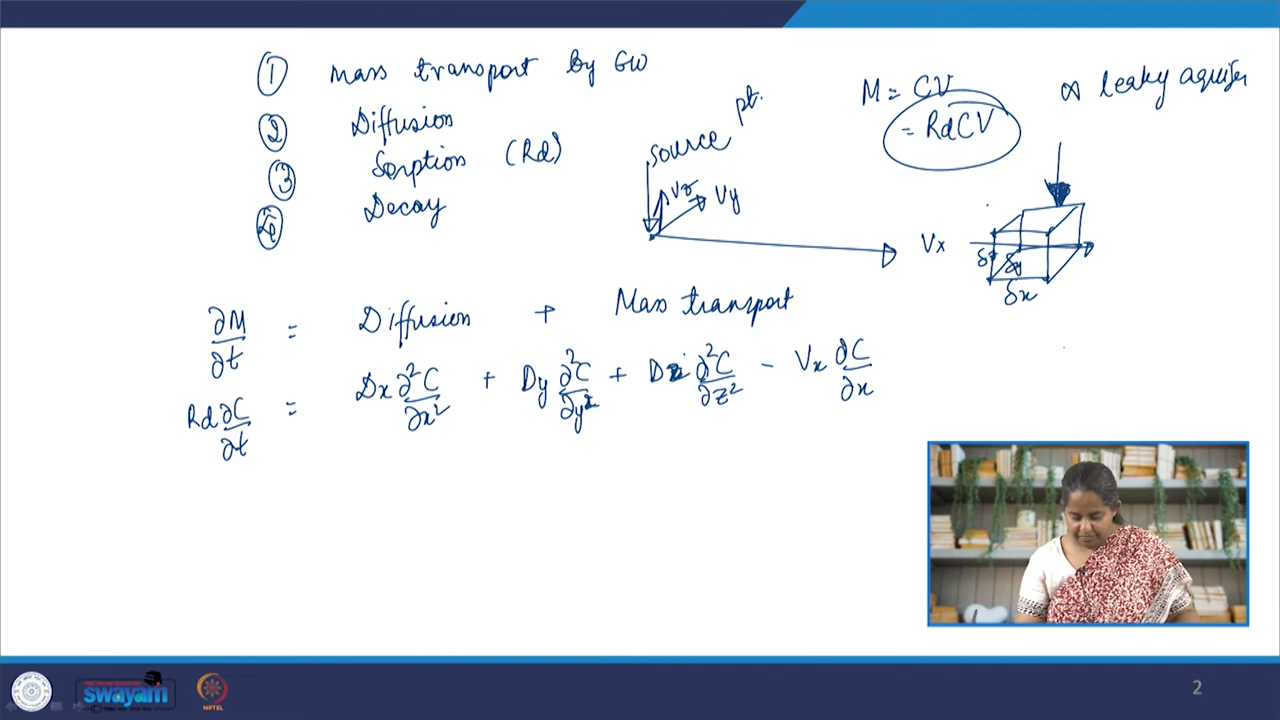 ① Mass transport by GW
② Diffusion
③ Sorption (Rd)
④ Decay
source pt.
Vz Vy
Vx
M = CV
= RdCV
∞ leaky aquifer
δz δy
δx
∂M/∂t = Diffusion + Mass transport
Rd ∂C/∂t = Dx ∂²C/∂x² + Dy ∂²C/∂y² + Dz ∂²C/∂z² - Vx ∂C/∂x
swayam
NPTEL
2